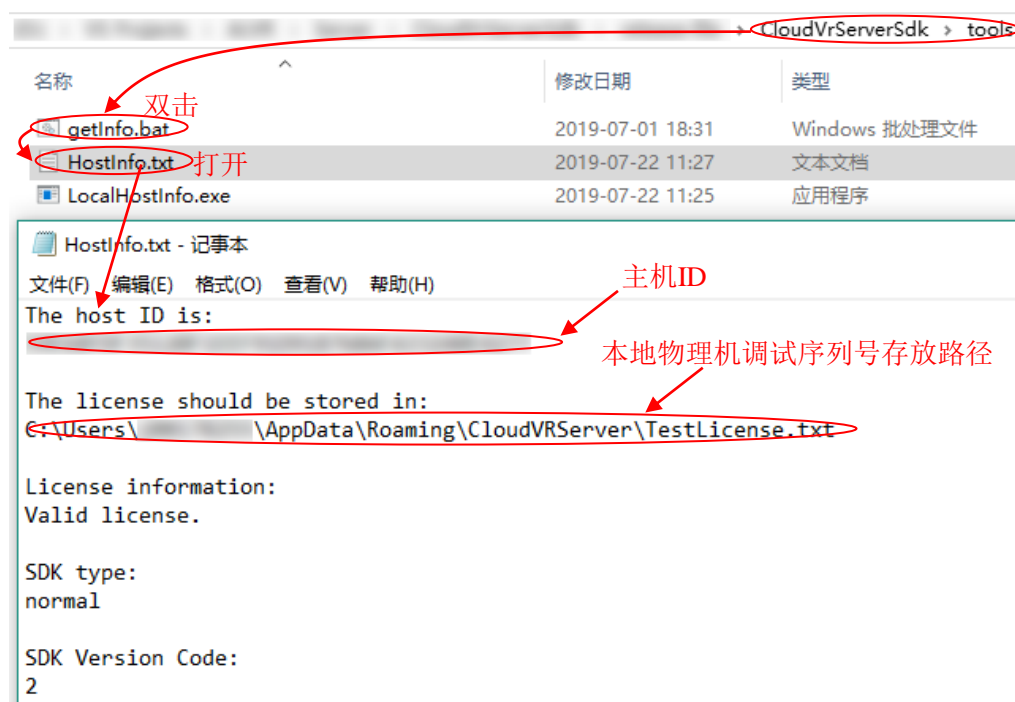 CloudVrServerSdk › tools
名称 修改日期 类型
双击
getInfo.bat 2019-07-01 18:31 Windows 批处理文件
HostInfo.txt 打开 2019-07-22 11:27 文本文档
LocalHostInfo.exe 2019-07-22 11:25 应用程序
HostInfo.txt - 记事本
文件(F) 编辑(E) 格式(O) 查看(V) 帮助(H)
主机ID
The host ID is:
本地物理机调试序列号存放路径
The license should be stored in:
C:\Users\ \AppData\Roaming\CloudVRServer\TestLicense.txt
License information:
Valid license.
SDK type:
normal
SDK Version Code:
2